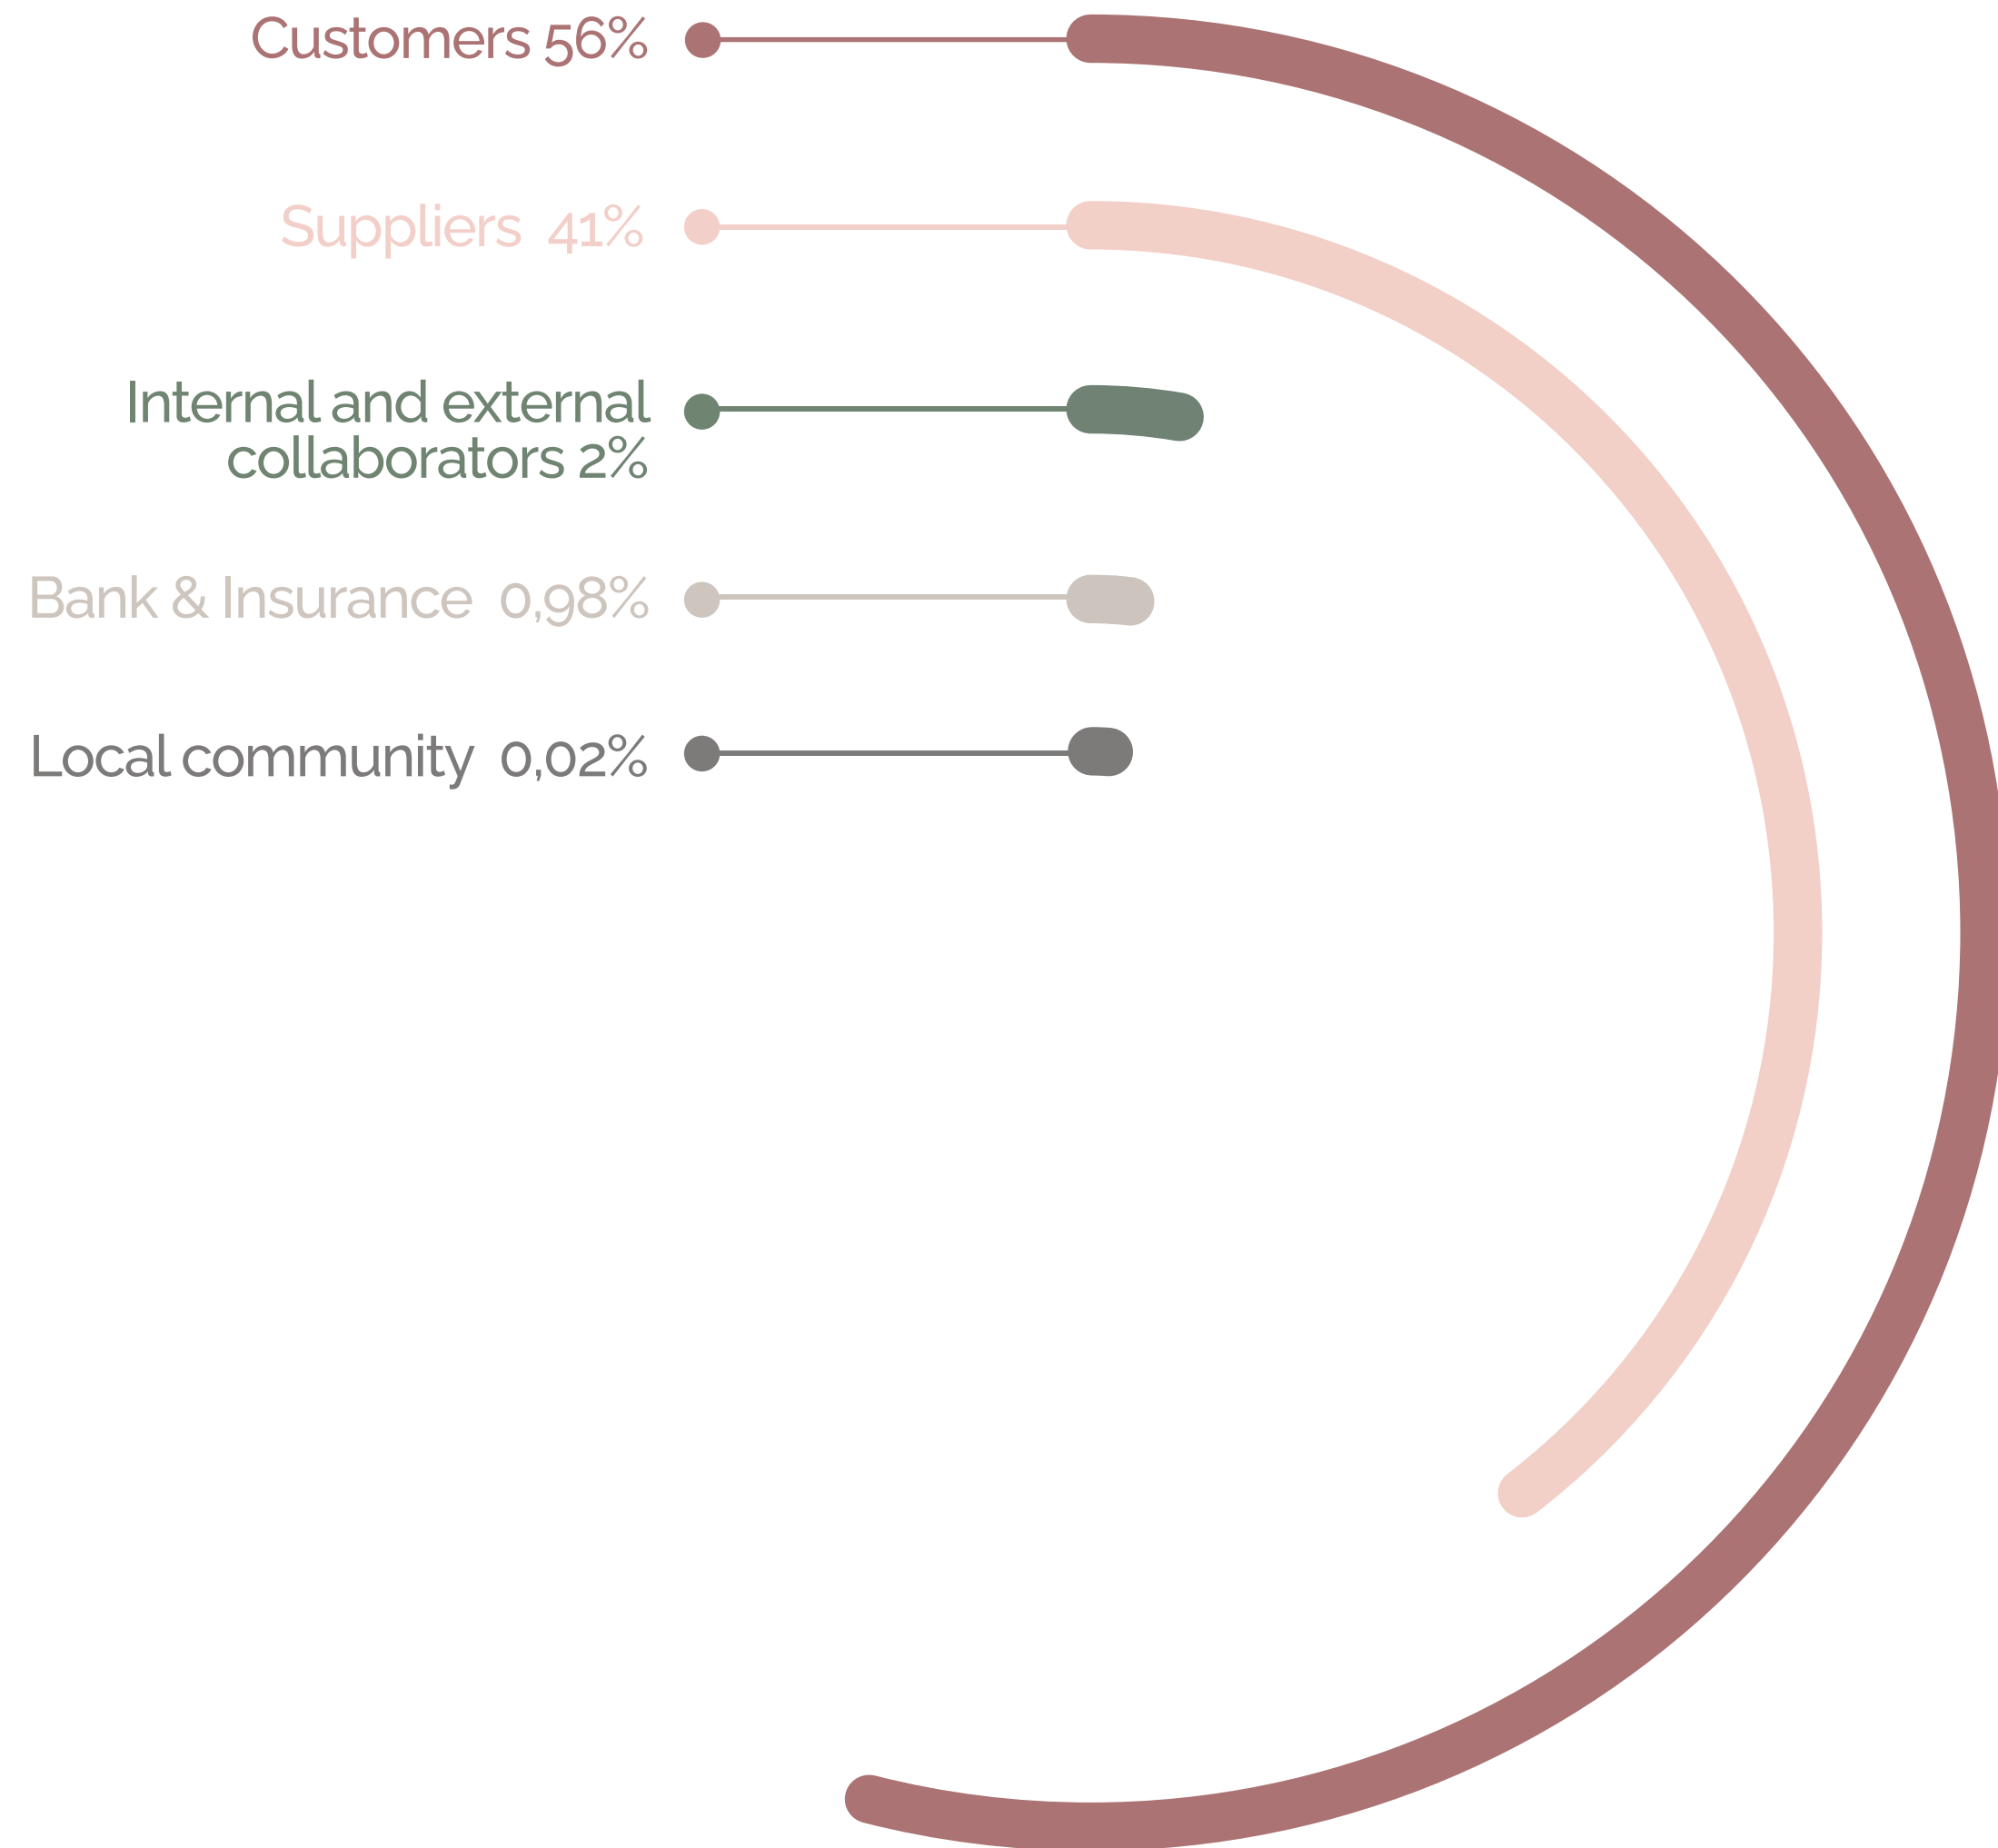 Customers 56%
Suppliers 41%
Internal and external
collaborators 2%
Bank & Insurance 0,98%
Local community 0,02%